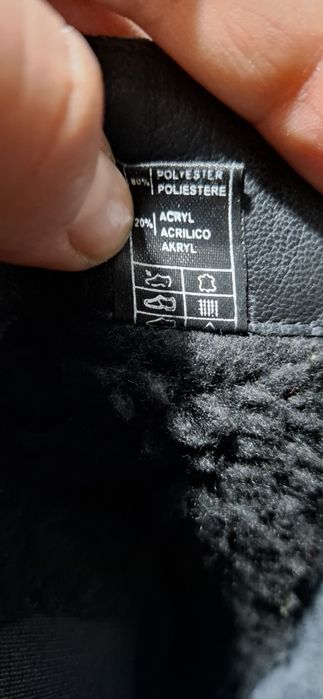 80% POLYESTER
POLIESTERE
20% ACRYL
ACRILICO
AKRYL